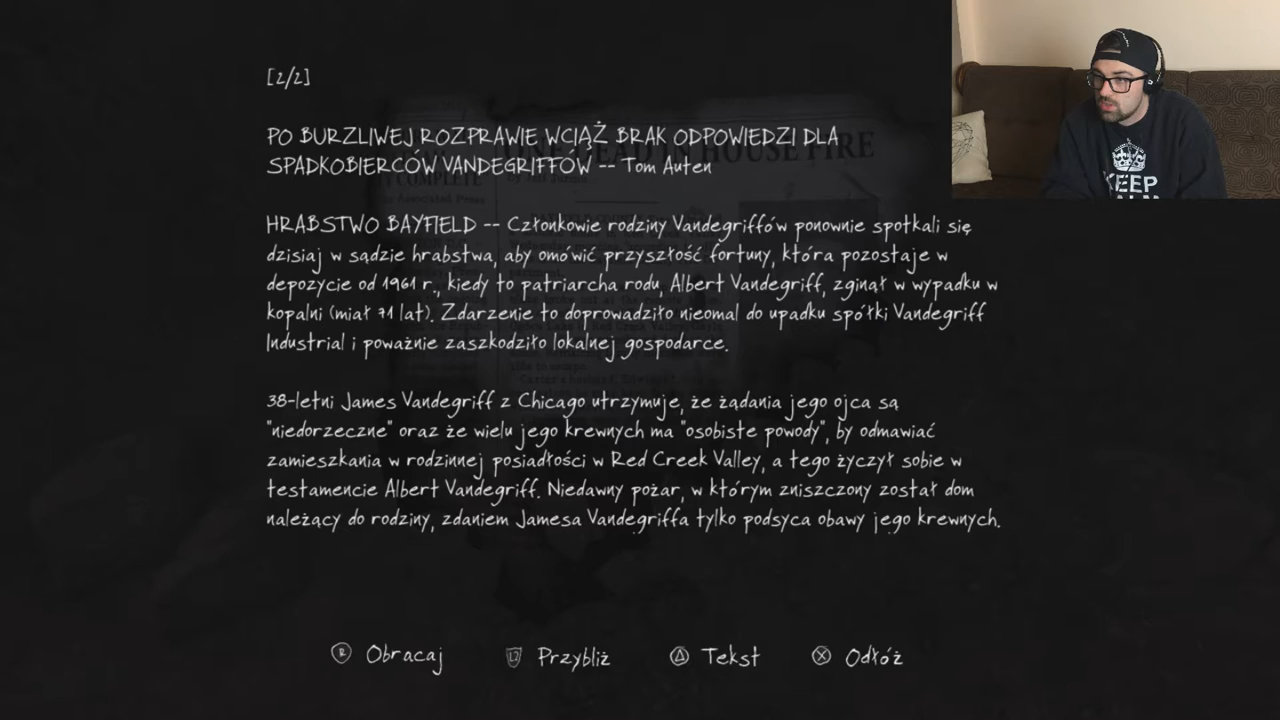 [2/2]
PO BURZLIWEJ ROZPRAWIE WCIĄŻ BRAK ODPOWIEDZI DLA
SPADKOBIERCÓW VANDEGRIFFÓW -- Tom Auten
HRABSTWO BAYFIELD -- Członkowie rodziny Vandegriffów ponownie spotkali się
dzisiaj w sądzie hrabstwa, aby omówić przyszłość fortuny, która pozostaje w
depozycie od 1961 r., kiedy to patriarcha rodu, Albert Vandegriff, zginął w wypadku w
kopalni (miał 71 lat). Zdarzenie to doprowadziło nieomal do upadku spółki Vandegriff
Industrial i poważnie zaszkodziło lokalnej gospodarce.
38-letni James Vandegriff z Chicago utrzymuje, że żądania jego ojca są
"niedorzeczne" oraz że wielu jego krewnych ma "osobiste powody", by odmawiać
zamieszkania w rodzinnej posiadłości w Red Creek Valley, a tego życzył sobie w
testamencie Albert Vandegriff. Niedawny pożar, w którym zniszczony został dom
należący do rodziny, zdaniem Jamesa Vandegriffa tylko podsyca obawy jego krewnych.
R Obracaj L2 Przybliż Tekst Odłóż
KEEP